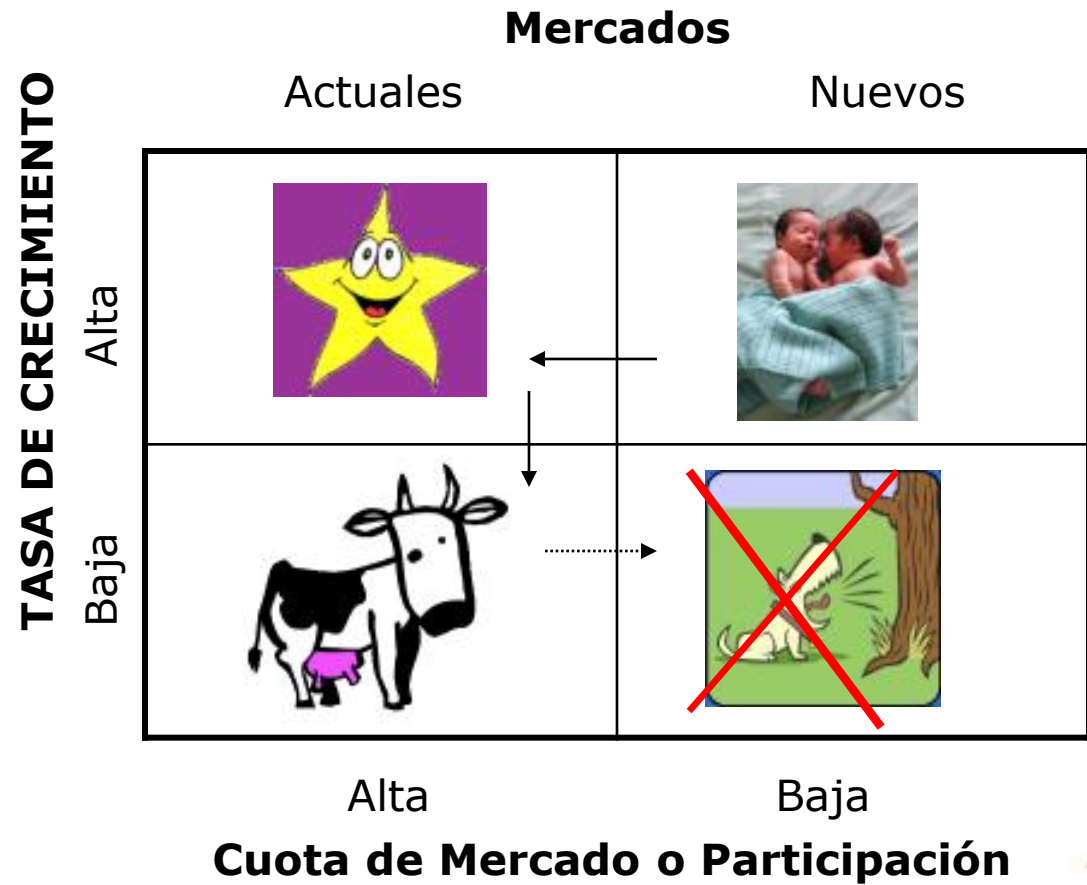 Mercados
Actuales Nuevos
TASA DE CRECIMIENTO
Alta
Baja
Alta Baja
Cuota de Mercado o Participación